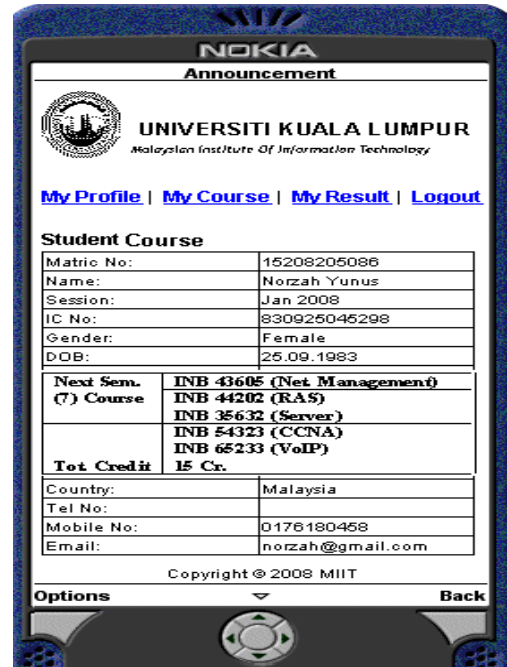 NOKIA
Announcement
UNIVERSITI KUALA LUMPUR
Malaysian Institute Of Information Technology
My Profile | My Course | My Result | Logout
Student Course
Matric No: 15208205086
Name: Norzah Yunus
Session: Jan 2008
IC No: 830925045298
Gender: Female
DOB: 25.09.1983
Next Sem. INB 43605 (Net. Management)
(7) Course INB 44202 (RAS)
INB 35632 (Server)
INB 54323 (CCNA)
INB 65233 (VoIP)
Tot. Credit 15 Cr.
Country: Malaysia
Tel No:
Mobile No: 0176180458
Email: norzah@gmail.com
Copyright © 2008 MIIT
Options Back